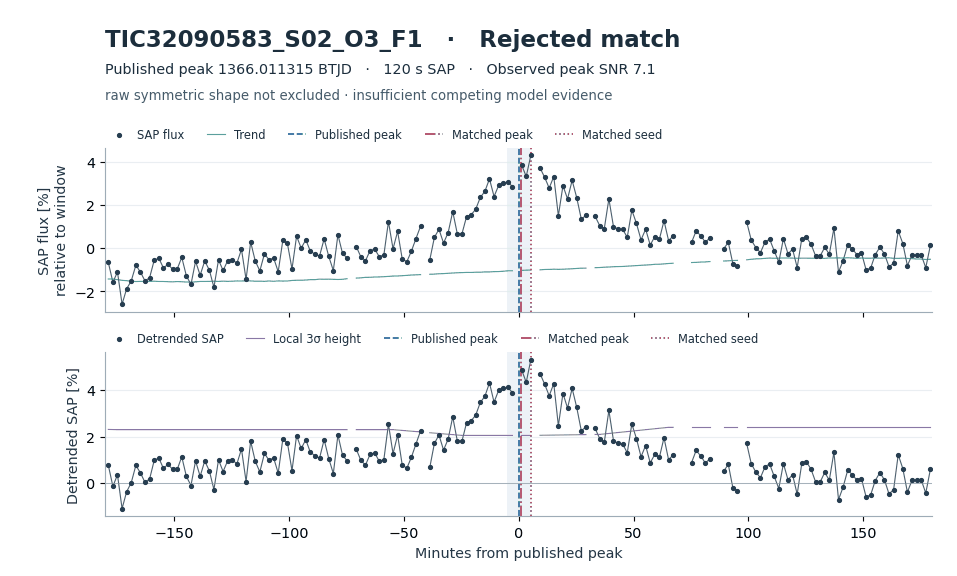 TIC32090583_S02_O3_F1 · Rejected match
Published peak 1366.011315 BTJD · 120 s SAP · Observed peak SNR 7.1
raw symmetric shape not excluded · insufficient competing model evidence
SAP flux Trend Published peak Matched peak Matched seed
SAP flux [%]
relative to window
4
2
0
−2
Detrended SAP Local 3σ height Published peak Matched peak Matched seed
Detrended SAP [%]
4
2
0
−150 −100 −50 0 50 100 150
Minutes from published peak